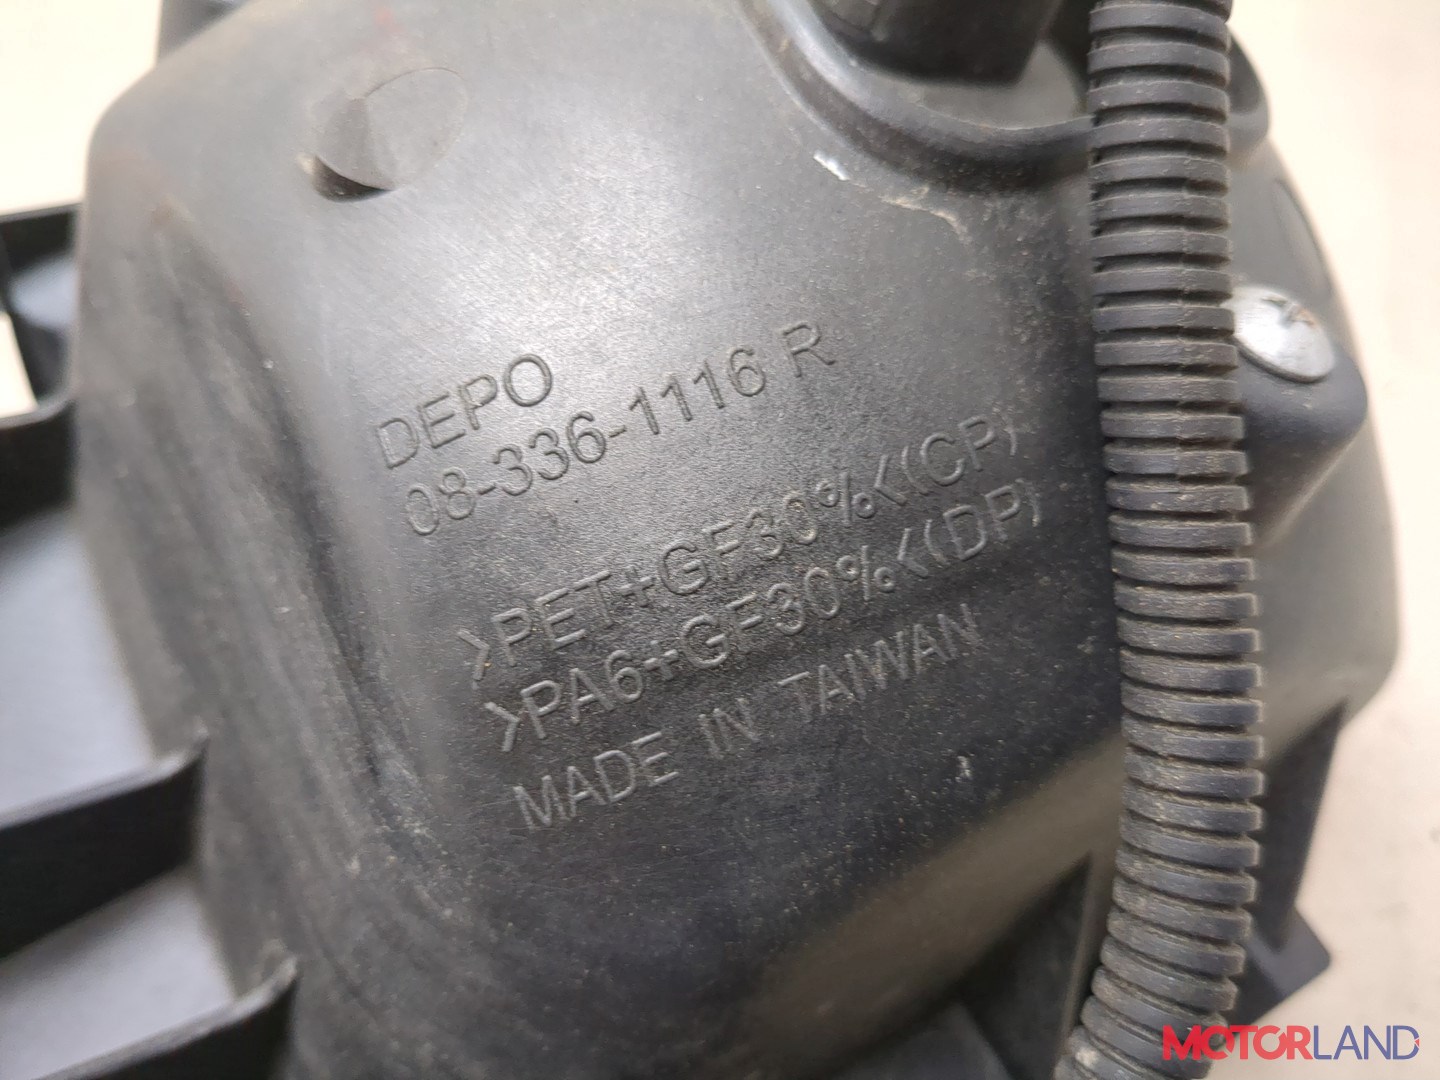 DEPO
08-336-1116 R
>PET+GF30%<(CP)
>PA6+GF30%<(DP)
MADE IN TAIWAN
MOTORLAND